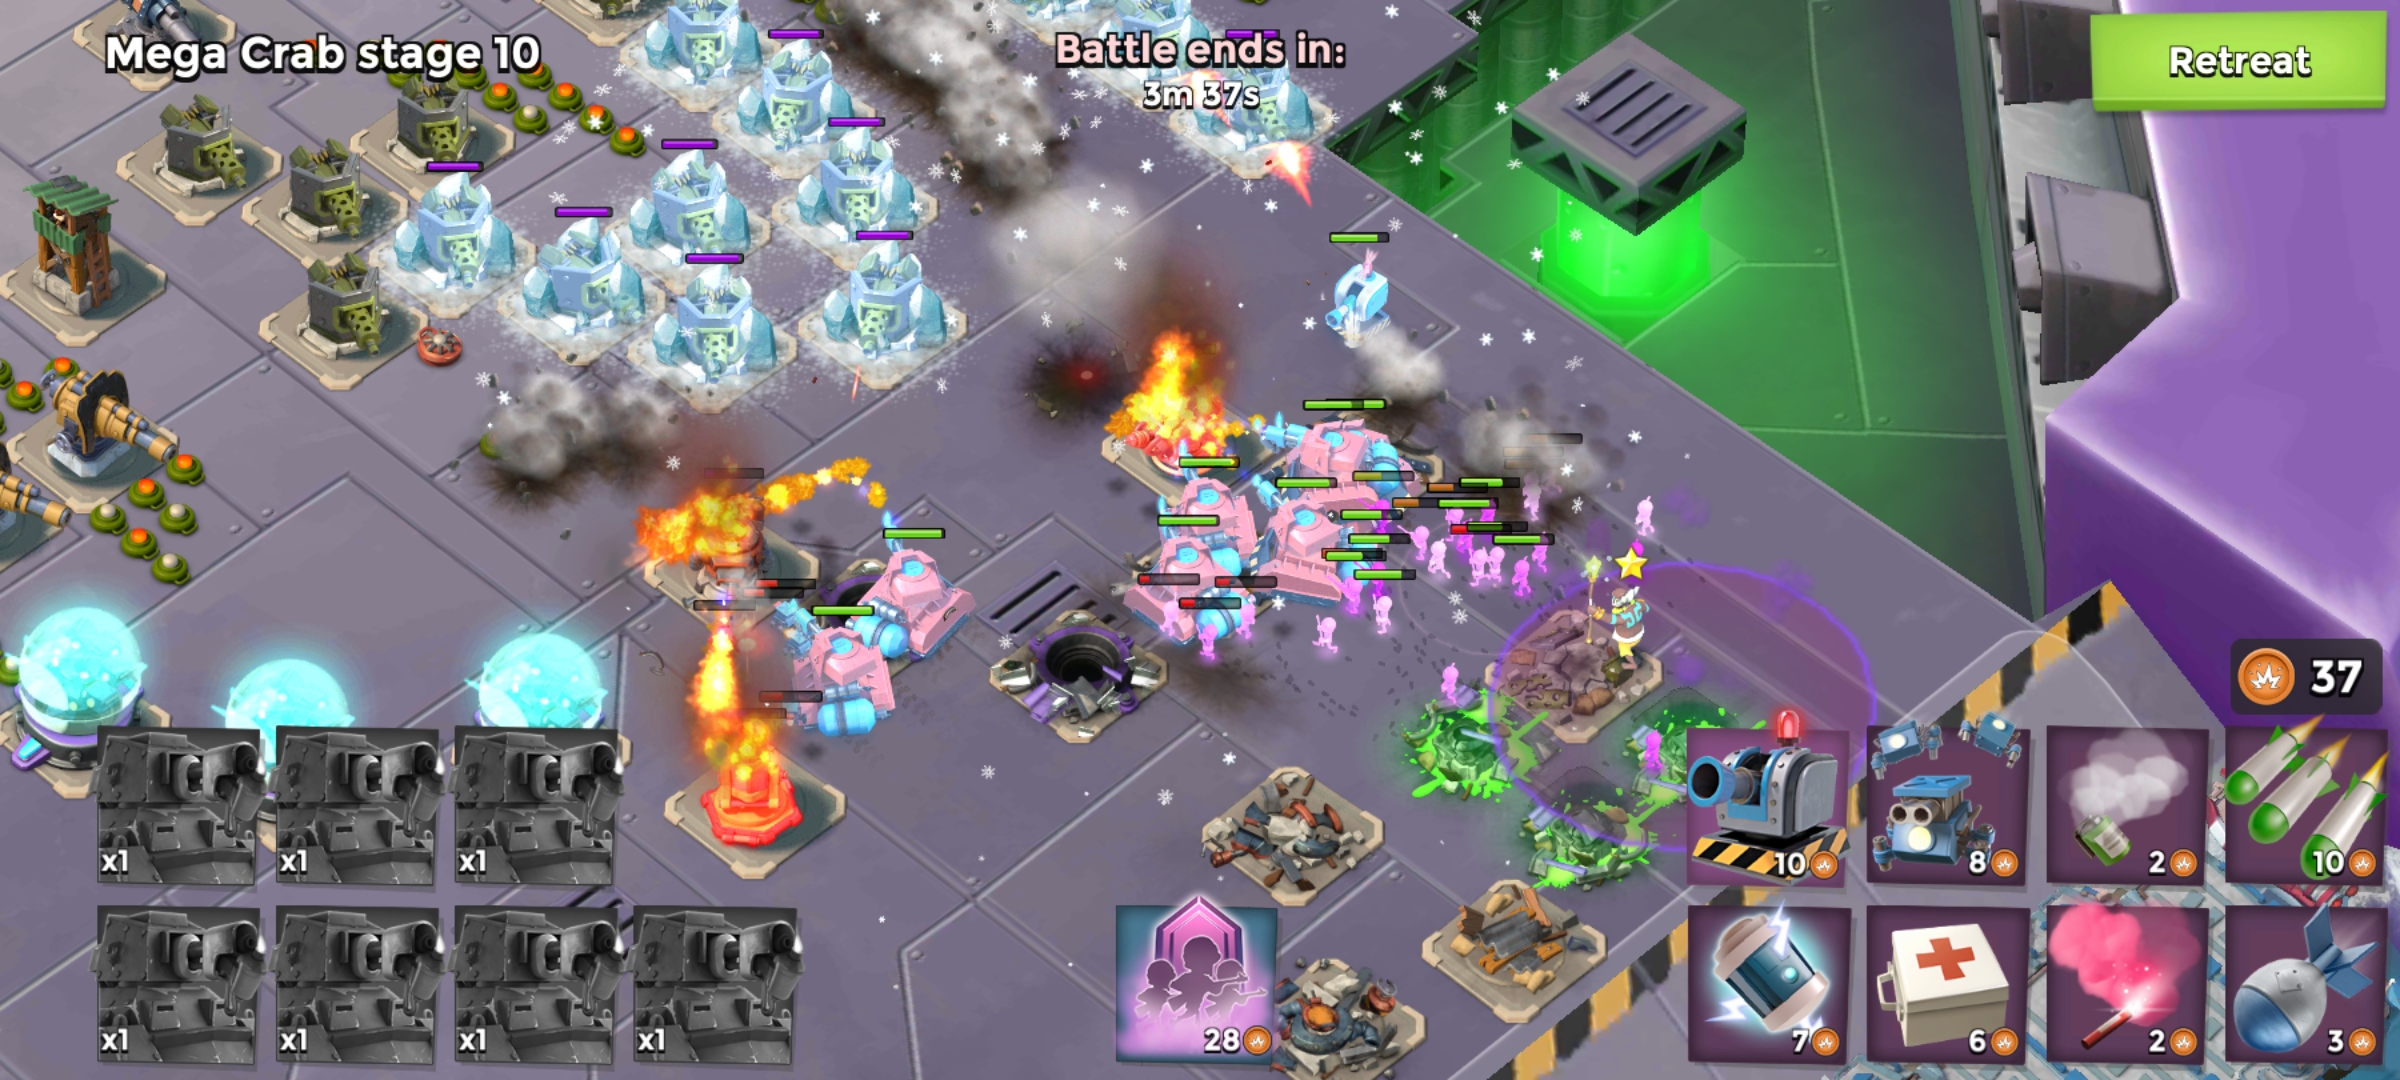 Mega Crab stage 10
Battle ends in:
3m 37s
Retreat
37
x1
x1
x1
10
8
2
10
x1
x1
x1
x1
28
7
6
2
3